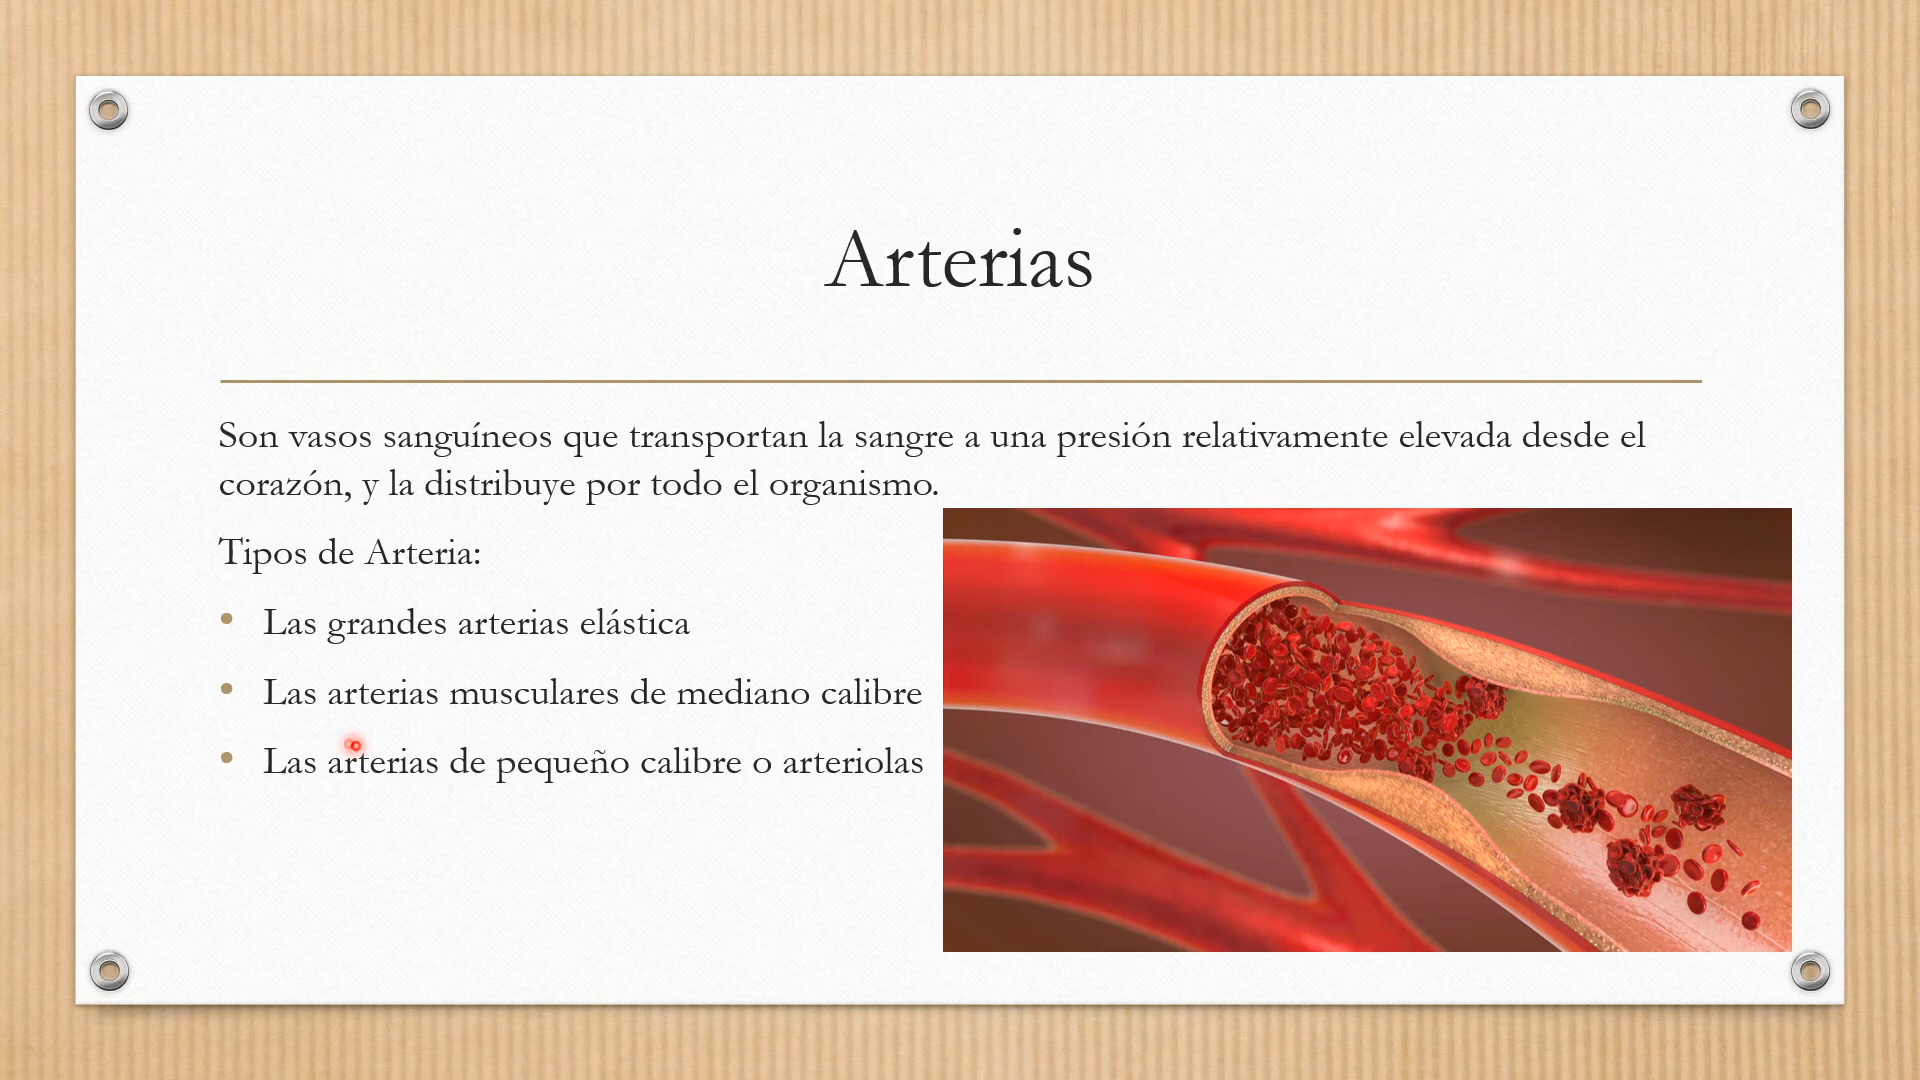 Arterias
Son vasos sanguíneos que transportan la sangre a una presión relativamente elevada desde el
corazón, y la distribuye por todo el organismo.
Tipos de Arteria:
• Las grandes arterias elástica
• Las arterias musculares de mediano calibre
• Las arterias de pequeño calibre o arteriolas